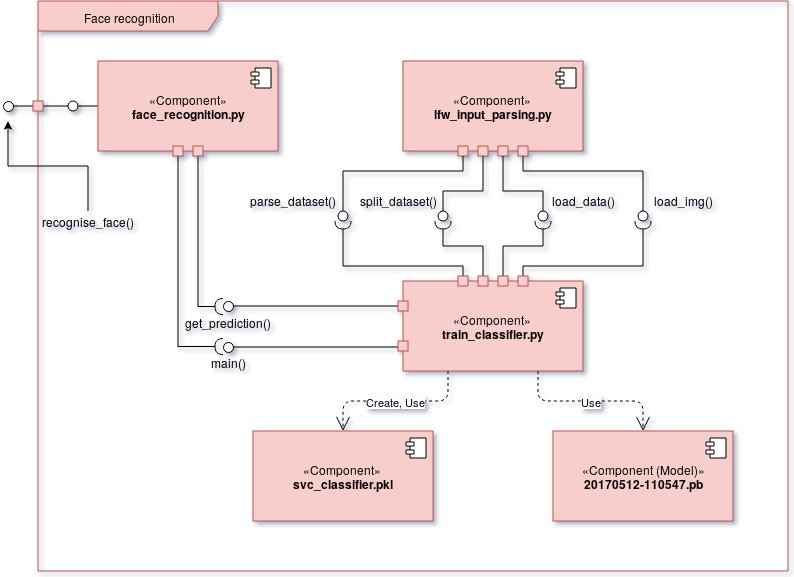 Face recognition
«Component»
face_recognition.py
«Component»
lfw_input_parsing.py
parse_dataset()
split_dataset()
load_data()
load_img()
recognise_face()
get_prediction()
main()
«Component»
train_classifier.py
Create, Use
Use
«Component»
svc_classifier.pkl
«Component (Model)»
20170512-110547.pb